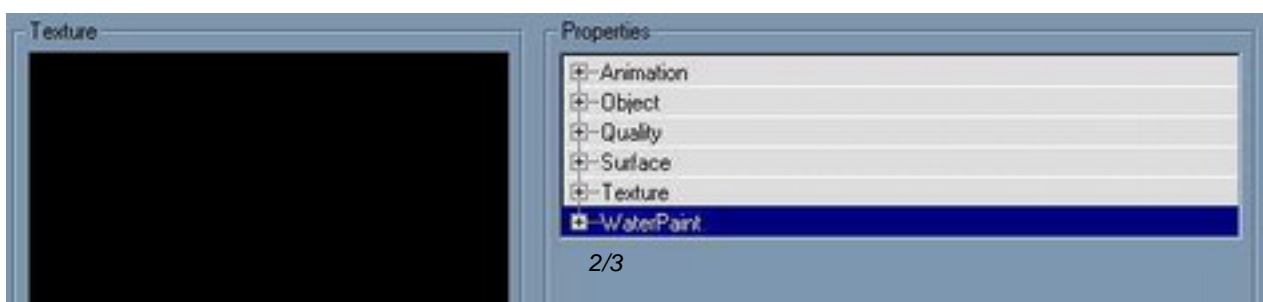 Texture
Properties
Animation
Object
Quality
Surface
Texture
WaterPaint
2/3